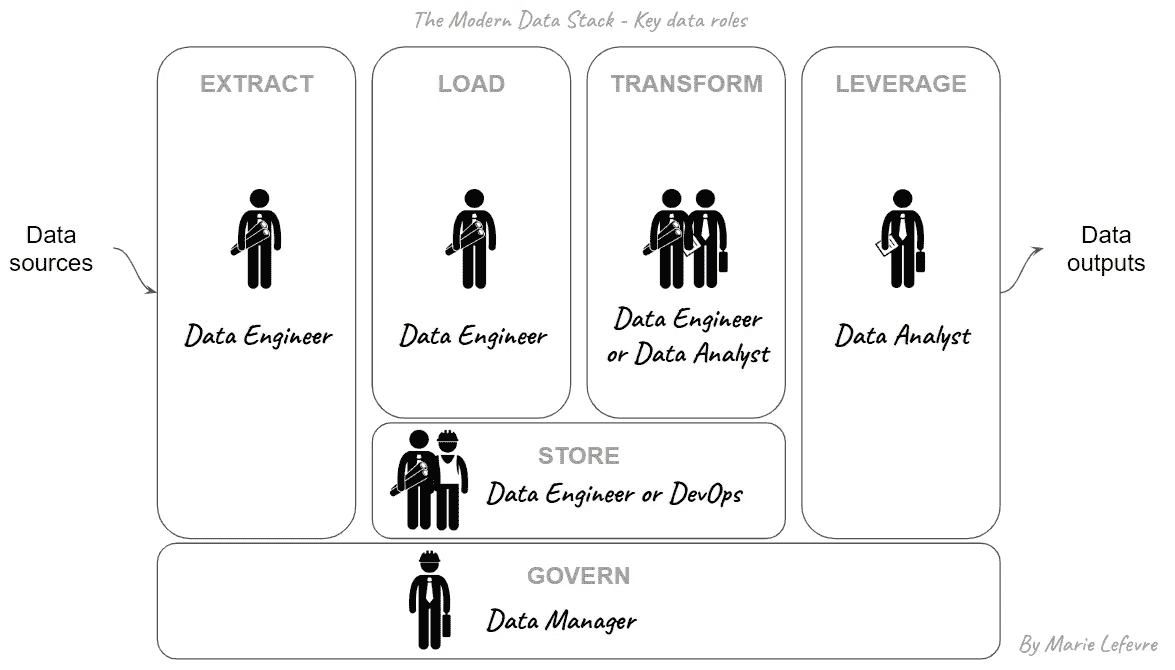 The Modern Data Stack - Key data roles
EXTRACT
LOAD
TRANSFORM
LEVERAGE
Data
sources
Data
outputs
Data Engineer
Data Engineer
Data Engineer
or Data Analyst
Data Analyst
STORE
Data Engineer or DevOps
GOVERN
Data Manager
By Marie Lefevre